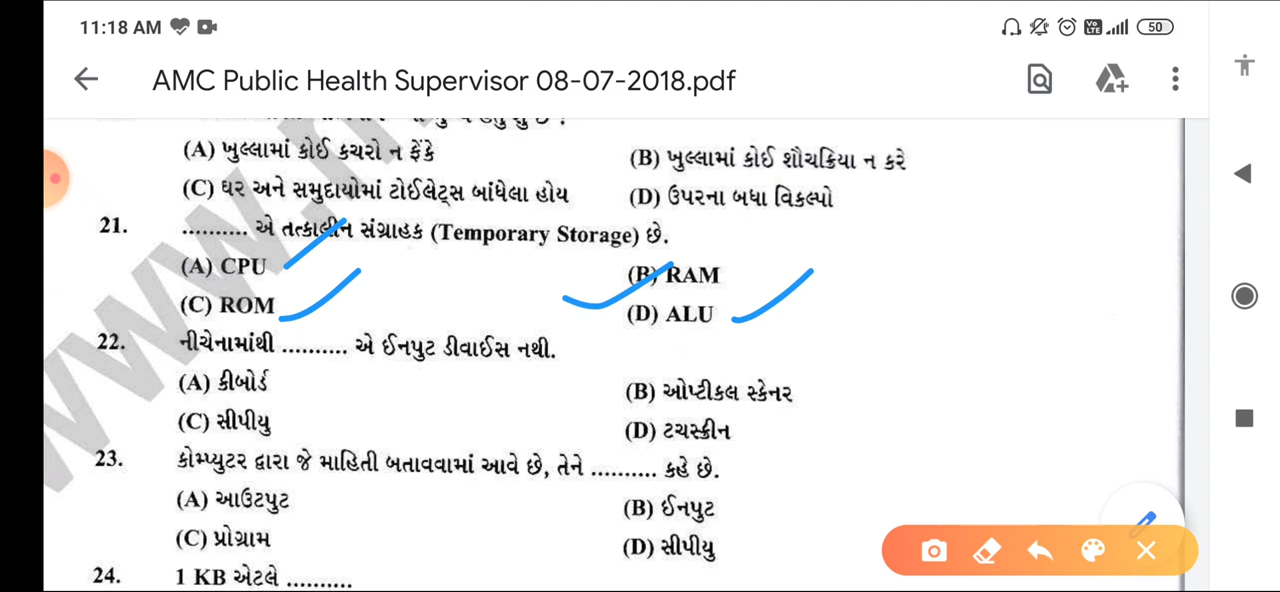 11:18 AM
50
AMC Public Health Supervisor 08-07-2018.pdf
(A) ખુલ્લામાં કોઈ કચરો ન ફેંકે (B) ખુલ્લામાં કોઈ શૌચક્રિયા ન કરે
(C) ઘર અને સમુદાયોમાં ટોઈલેટ્સ બાંધેલા હોય (D) ઉપરના બધા વિકલ્પો
21. .......... એ તત્કાલીન સંગ્રાહક (Temporary Storage) છે.
(A) CPU (B) RAM
(C) ROM (D) ALU
22. નીચેનામાંથી .......... એ ઈનપુટ ડીવાઈસ નથી.
(A) કીબોર્ડ (B) ઓપ્ટીકલ સ્કેનર
(C) સીપીયુ (D) ટચસ્ક્રીન
23. કોમ્પ્યુટર દ્વારા જે માહિતી બતાવવામાં આવે છે, તેને .......... કહે છે.
(A) આઉટપુટ (B) ઈનપુટ
(C) પ્રોગ્રામ (D) સીપીયુ
24. 1 KB એટલે ..........